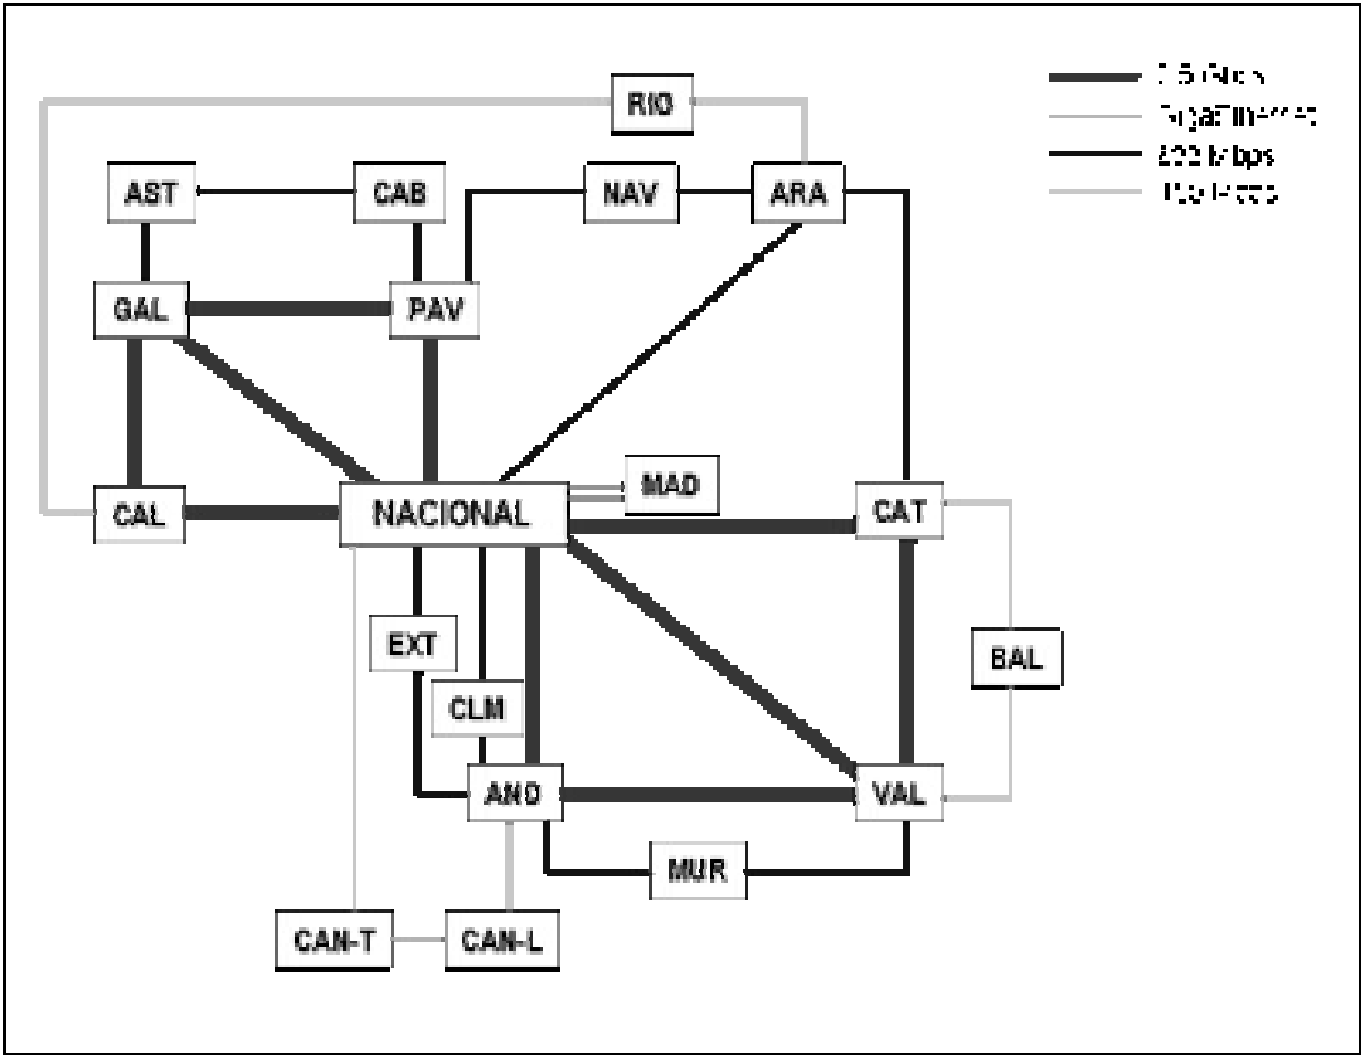 RIO
AST
CAB
NAV
ARA
GAL
PAV
MAD
CAL
NACIONAL
CAT
EXT
BAL
CLM
AND
VAL
MUR
CAN-T
CAN-L